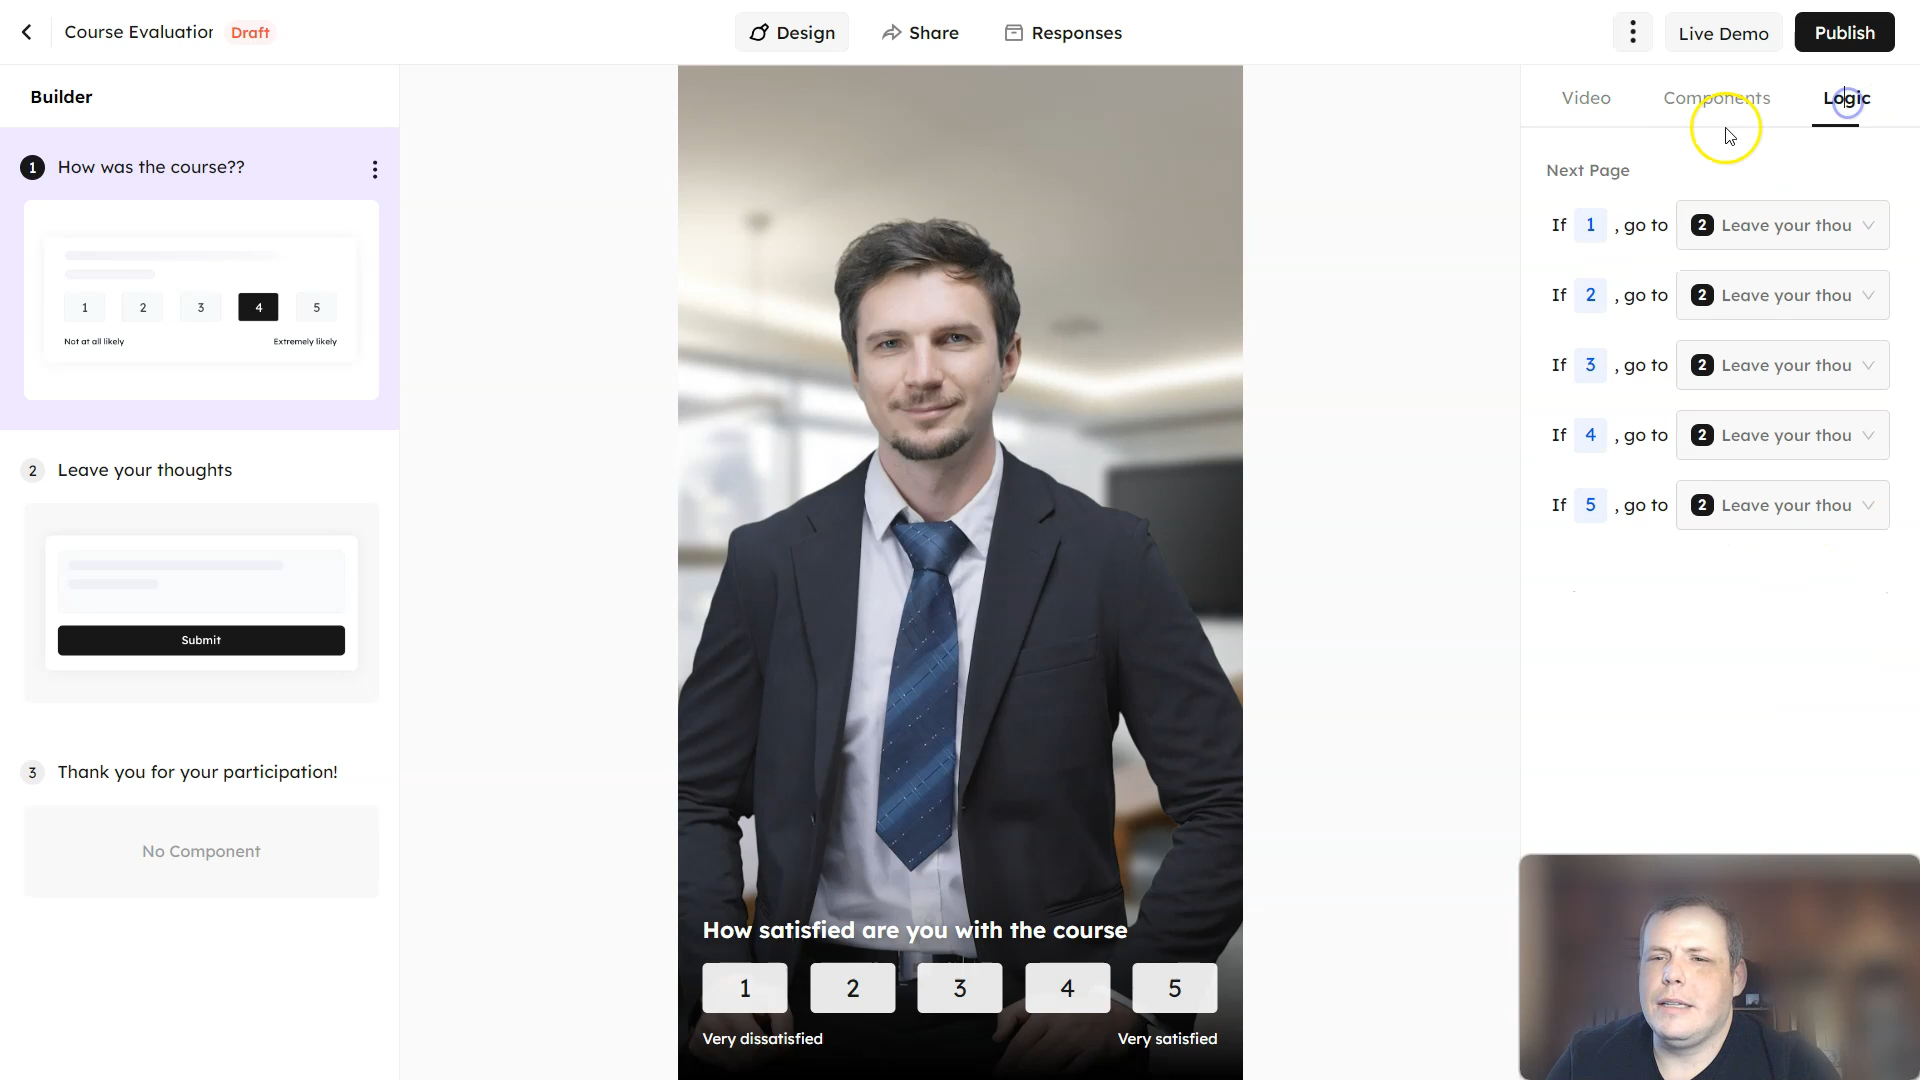 Course Evaluation
Draft
Design
Share
Responses
Live Demo
Publish
Builder
1 How was the course??
1 2 3 4 5
Not at all likely Extremely likely
2 Leave your thoughts
Submit
3 Thank you for your participation!
No Component
How satisfied are you with the course
1 2 3 4 5
Very dissatisfied Very satisfied
Video Components Logic
Next Page
If 1 , go to 2 Leave your thou
If 2 , go to 2 Leave your thou
If 3 , go to 2 Leave your thou
If 4 , go to 2 Leave your thou
If 5 , go to 2 Leave your thou